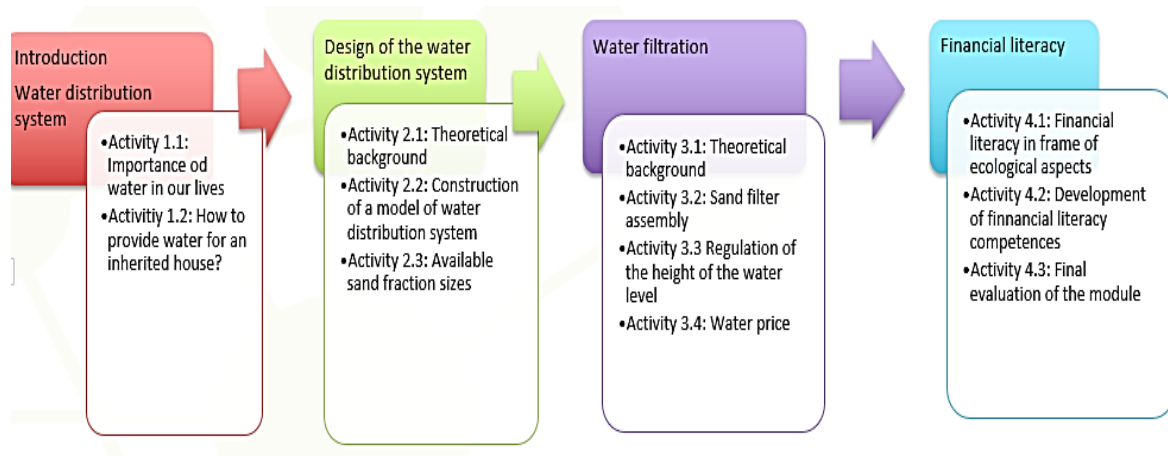 Introduction
Water distribution
system
•Activity 1.1:
Importance od
water in our lives
•Activitiy 1.2: How to
provide water for an
inherited house?
Design of the water
distribution system
•Activity 2.1: Theoretical
background
•Activity 2.2: Construction
of a model of water
distribution system
•Activity 2.3: Available
sand fraction sizes
Water filtration
•Activity 3.1: Theoretical
background
•Activity 3.2: Sand filter
assembly
•Activity 3.3 Regulation of
the height of the water
level
•Activity 3.4: Water price
Financial literacy
•Activity 4.1: Financial
literacy in frame of
ecological aspects
•Activity 4.2: Development
of finnancial literacy
competences
•Activity 4.3: Final
evaluation of the module